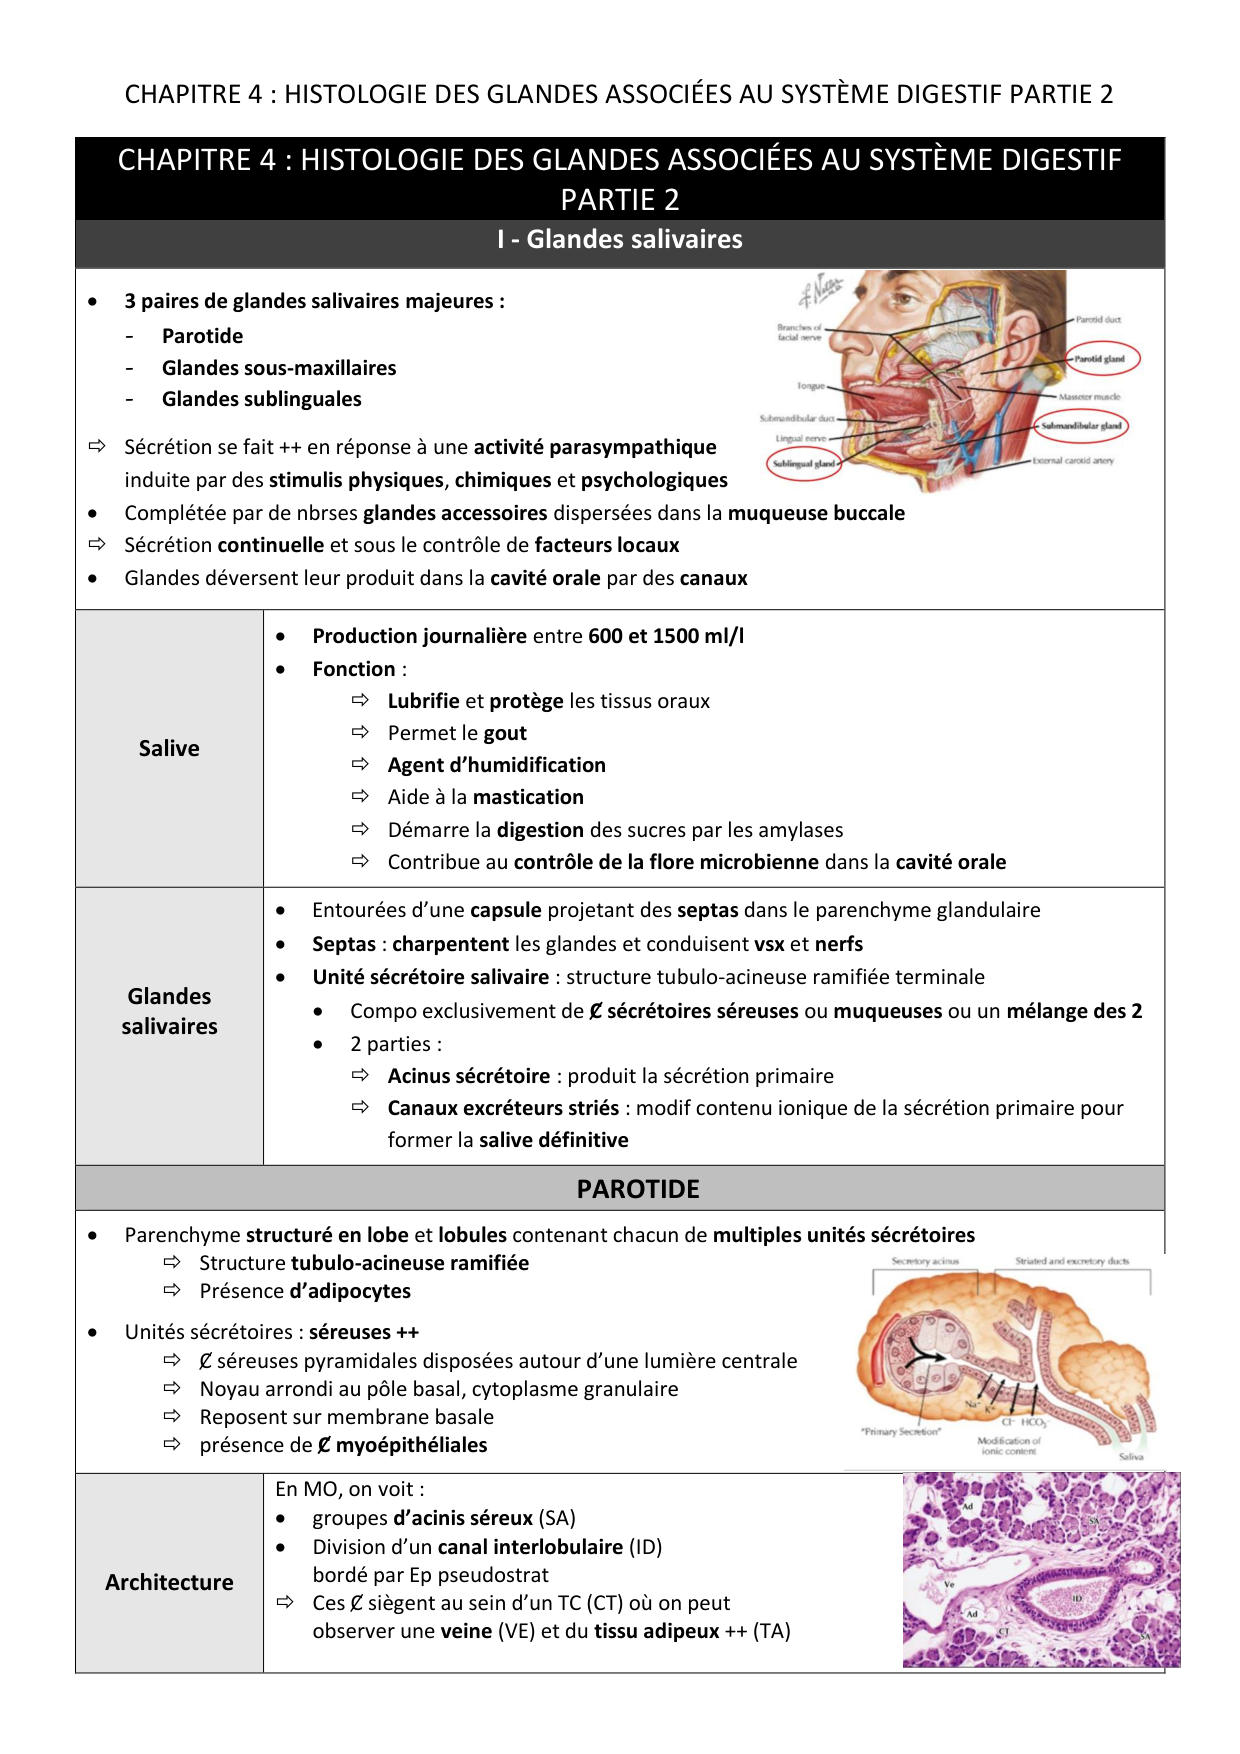 CHAPITRE 4 : HISTOLOGIE DES GLANDES ASSOCIÉES AU SYSTÈME DIGESTIF PARTIE 2
CHAPITRE 4 : HISTOLOGIE DES GLANDES ASSOCIÉES AU SYSTÈME DIGESTIF
PARTIE 2
I - Glandes salivaires
• 3 paires de glandes salivaires majeures :
- Parotide
- Glandes sous-maxillaires
- Glandes sublinguales
⇨ Sécrétion se fait ++ en réponse à une activité parasympathique
induite par des stimulis physiques, chimiques et psychologiques
• Complétée par de nbrses glandes accessoires dispersées dans la muqueuse buccale
⇨ Sécrétion continuelle et sous le contrôle de facteurs locaux
• Glandes déversent leur produit dans la cavité orale par des canaux
Branches of
facial nerve
Tongue
Submandibular duct
Lingual nerve
Sublingual gland
Parotid duct
Parotid gland
Masseter muscle
Submandibular gland
External carotid artery
Salive
• Production journalière entre 600 et 1500 ml/l
• Fonction :
⇨ Lubrifie et protège les tissus oraux
⇨ Permet le gout
⇨ Agent d’humidification
⇨ Aide à la mastication
⇨ Démarre la digestion des sucres par les amylases
⇨ Contribue au contrôle de la flore microbienne dans la cavité orale
Glandes
salivaires
• Entourées d’une capsule projetant des septas dans le parenchyme glandulaire
• Septas : charpentent les glandes et conduisent vsx et nerfs
• Unité sécrétoire salivaire : structure tubulo-acineuse ramifiée terminale
• Compo exclusivement de Ȼ sécrétoires séreuses ou muqueuses ou un mélange des 2
• 2 parties :
⇨ Acinus sécrétoire : produit la sécrétion primaire
⇨ Canaux excréteurs striés : modif contenu ionique de la sécrétion primaire pour
former la salive définitive
PAROTIDE
• Parenchyme structuré en lobe et lobules contenant chacun de multiples unités sécrétoires
⇨ Structure tubulo-acineuse ramifiée
⇨ Présence d’adipocytes
• Unités sécrétoires : séreuses ++
⇨ Ȼ séreuses pyramidales disposées autour d’une lumière centrale
⇨ Noyau arrondi au pôle basal, cytoplasme granulaire
⇨ Reposent sur membrane basale
⇨ présence de Ȼ myoépithéliales
Secretory acinus
Striated and excretory ducts
Na⁺ K⁺
Cl⁻ HCO₃⁻
"Primary Secretion"
Modification of
ionic content
Saliva
Architecture
En MO, on voit :
• groupes d’acinis séreux (SA)
• Division d’un canal interlobulaire (ID)
bordé par Ep pseudostrat
⇨ Ces Ȼ siègent au sein d’un TC (CT) où on peut
observer une veine (VE) et du tissu adipeux ++ (TA)
Ad
SA
Ve
ID
Ad
CT
SA